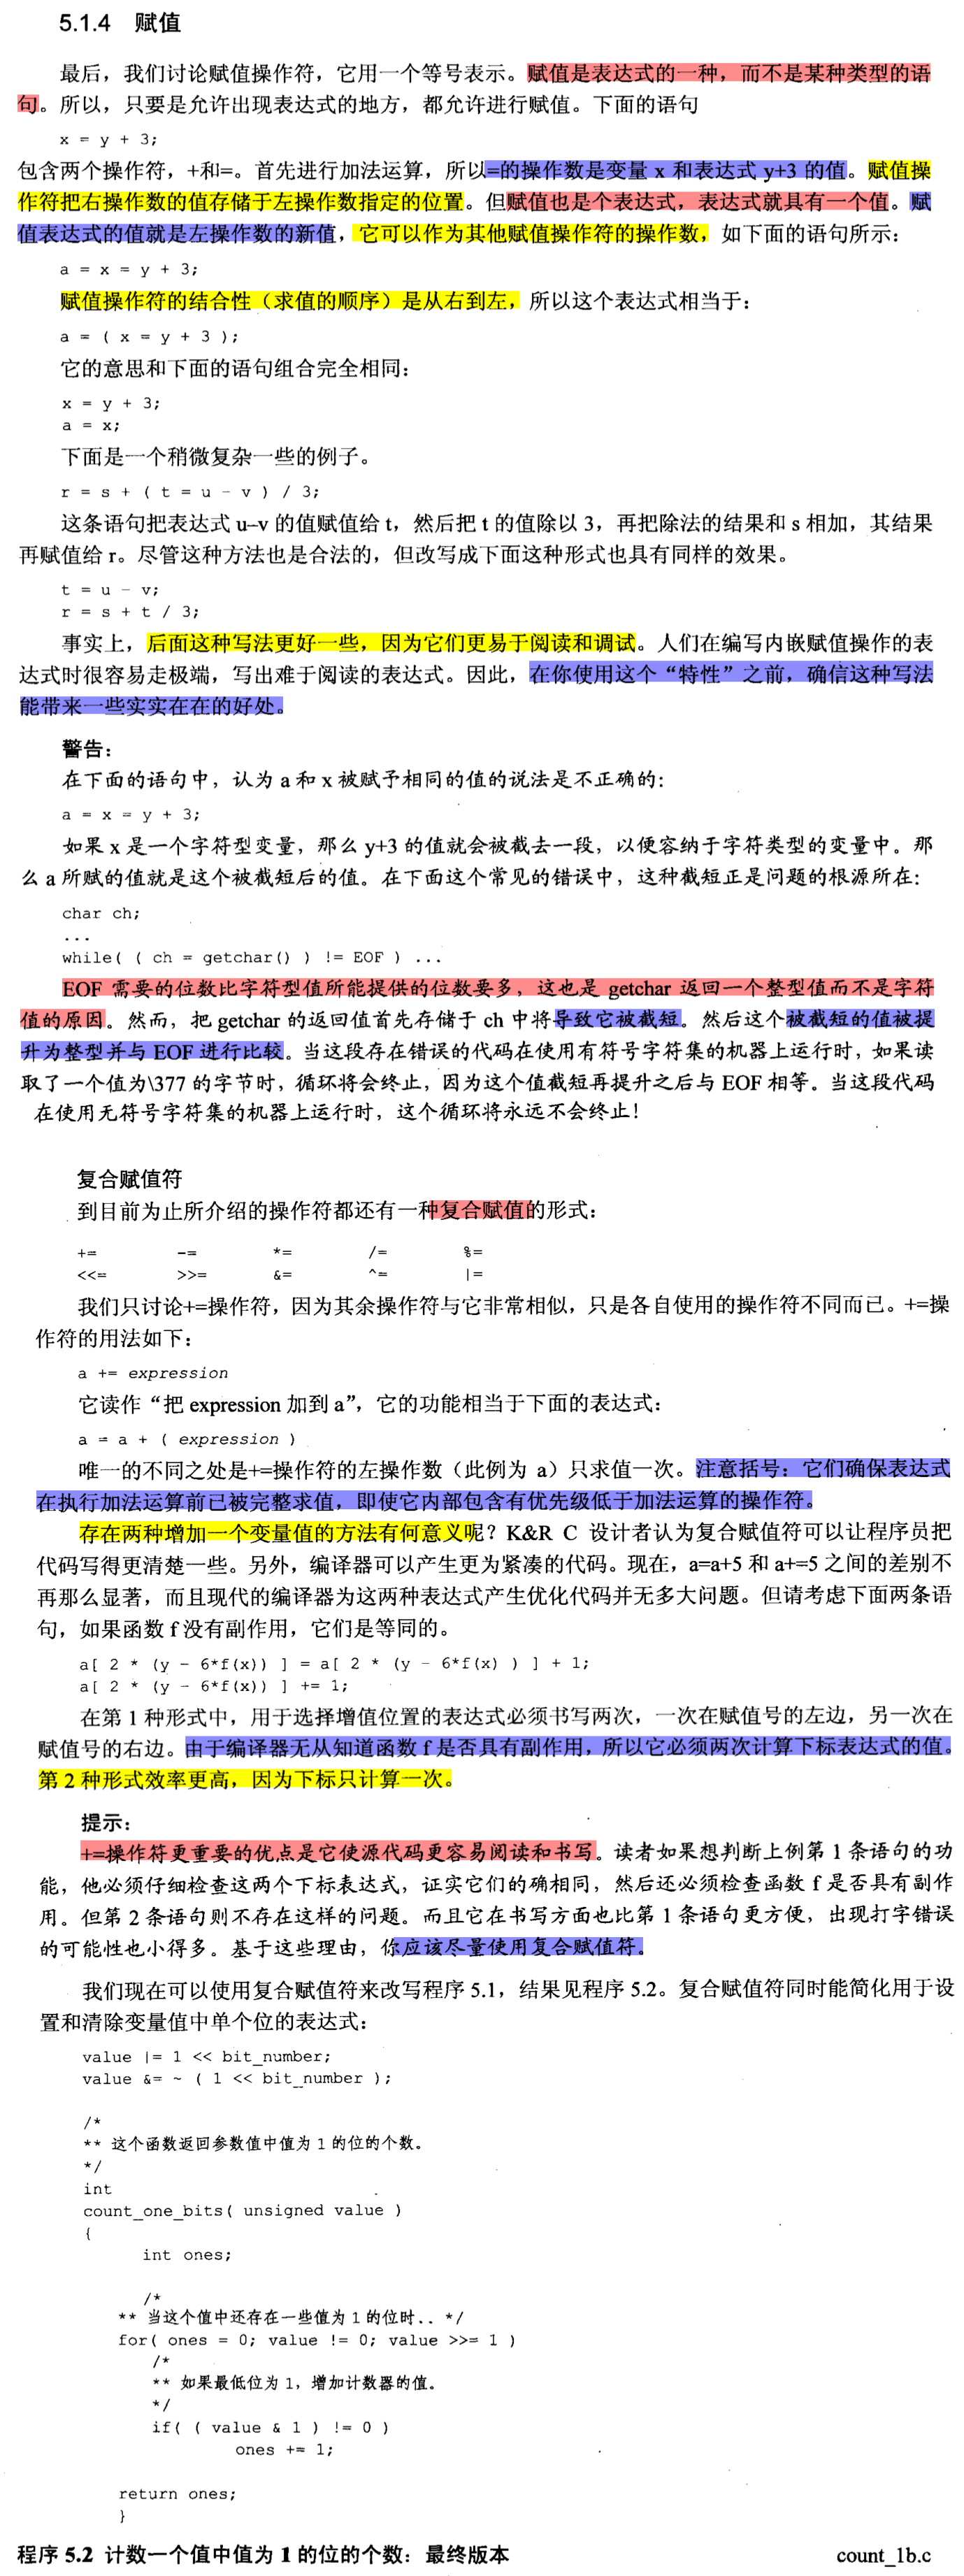 5.1.4 赋值
最后，我们讨论赋值操作符，它用一个等号表示。赋值是表达式的一种，而不是某种类型的语
句。所以，只要是允许出现表达式的地方，都允许进行赋值。下面的语句
x = y + 3;
包含两个操作符，+和=。首先进行加法运算，所以=的操作数是变量 x 和表达式 y+3 的值。赋值操
作符把右操作数的值存储于左操作数指定的位置。但赋值也是个表达式，表达式就具有一个值。赋
值表达式的值就是左操作数的新值，它可以作为其他赋值操作符的操作数，如下面的语句所示：
a = x = y + 3;
赋值操作符的结合性（求值的顺序）是从右到左，所以这个表达式相当于：
a = ( x = y + 3 );
它的意思和下面的语句组合完全相同：
x = y + 3;
a = x;
下面是一个稍微复杂一些的例子。
r = s + ( t = u - v ) / 3;
这条语句把表达式 u–v 的值赋值给 t，然后把 t 的值除以 3，再把除法的结果和 s 相加，其结果
再赋值给 r。尽管这种方法也是合法的，但改写成下面这种形式也具有同样的效果。
t = u - v;
r = s + t / 3;
事实上，后面这种写法更好一些，因为它们更易于阅读和调试。人们在编写内嵌赋值操作的表
达式时很容易走极端，写出难于阅读的表达式。因此，在你使用这个“特性”之前，确信这种写法
能带来一些实实在在的好处。
警告：
在下面的语句中，认为 a 和 x 被赋予相同的值的说法是不正确的：
a = x = y + 3;
如果 x 是一个字符型变量，那么 y+3 的值就会被截去一段，以便容纳于字符类型的变量中。那
么 a 所赋的值就是这个被截短后的值。在下面这个常见的错误中，这种截短正是问题的根源所在：
char ch;
...
while( ( ch = getchar() ) != EOF ) ...
EOF 需要的位数比字符型值所能提供的位数要多，这也是 getchar 返回一个整型值而不是字符
值的原因。然而，把 getchar 的返回值首先存储于 ch 中将导致它被截短。然后这个被截短的值被提
升为整型并与 EOF 进行比较。当这段存在错误的代码在使用有符号字符集的机器上运行时，如果读
取了一个值为\377 的字节时，循环将会终止，因为这个值截短再提升之后与 EOF 相等。当这段代码
在使用无符号字符集的机器上运行时，这个循环将永远不会终止！
复合赋值符
到目前为止所介绍的操作符都还有一种复合赋值的形式：
+= -= *= /= %=
<<= >>= &= ^= |=
我们只讨论+=操作符，因为其余操作符与它非常相似，只是各自使用的操作符不同而已。+=操
作符的用法如下：
a += expression
它读作“把 expression 加到 a”，它的功能相当于下面的表达式：
a = a + ( expression )
唯一的不同之处是+=操作符的左操作数（此例为 a）只求值一次。注意括号：它们确保表达式
在执行加法运算前已被完整求值，即使它内部包含有优先级低于加法运算的操作符。
存在两种增加一个变量值的方法有何意义呢？K&R C 设计者认为复合赋值符可以让程序员把
代码写得更清楚一些。另外，编译器可以产生更为紧凑的代码。现在，a=a+5 和 a+=5 之间的差别不
再那么显著，而且现代的编译器为这两种表达式产生优化代码并无多大问题。但请考虑下面两条语
句，如果函数 f 没有副作用，它们是等同的。
a[ 2 * (y - 6*f(x)) ] = a[ 2 * (y - 6*f(x) ) ] + 1;
a[ 2 * (y - 6*f(x)) ] += 1;
在第 1 种形式中，用于选择增值位置的表达式必须书写两次，一次在赋值号的左边，另一次在
赋值号的右边。由于编译器无从知道函数 f 是否具有副作用，所以它必须两次计算下标表达式的值。
第 2 种形式效率更高，因为下标只计算一次。
提示：
+=操作符更重要的优点是它使源代码更容易阅读和书写。读者如果想判断上例第 1 条语句的功
能，他必须仔细检查这两个下标表达式，证实它们的确相同，然后还必须检查函数 f 是否具有副作
用。但第 2 条语句则不存在这样的问题。而且它在书写方面也比第 1 条语句更方便，出现打字错误
的可能性也小得多。基于这些理由，你应该尽量使用复合赋值符。
我们现在可以使用复合赋值符来改写程序 5.1，结果见程序 5.2。复合赋值符同时能简化用于设
置和清除变量值中单个位的表达式：
value |= 1 << bit_number;
value &= ~ ( 1 << bit_number );
/*
** 这个函数返回参数值中值为 1 的位的个数。
*/
int
count_one_bits( unsigned value )
{
int ones;
/*
** 当这个值中还存在一些值为 1 的位时.. */
for( ones = 0; value != 0; value >>= 1 )
/*
** 如果最低位为 1，增加计数器的值。
*/
if( ( value & 1 ) != 0 )
ones += 1;
return ones;
}
程序 5.2 计数一个值中值为 1 的位的个数：最终版本 count_1b.c